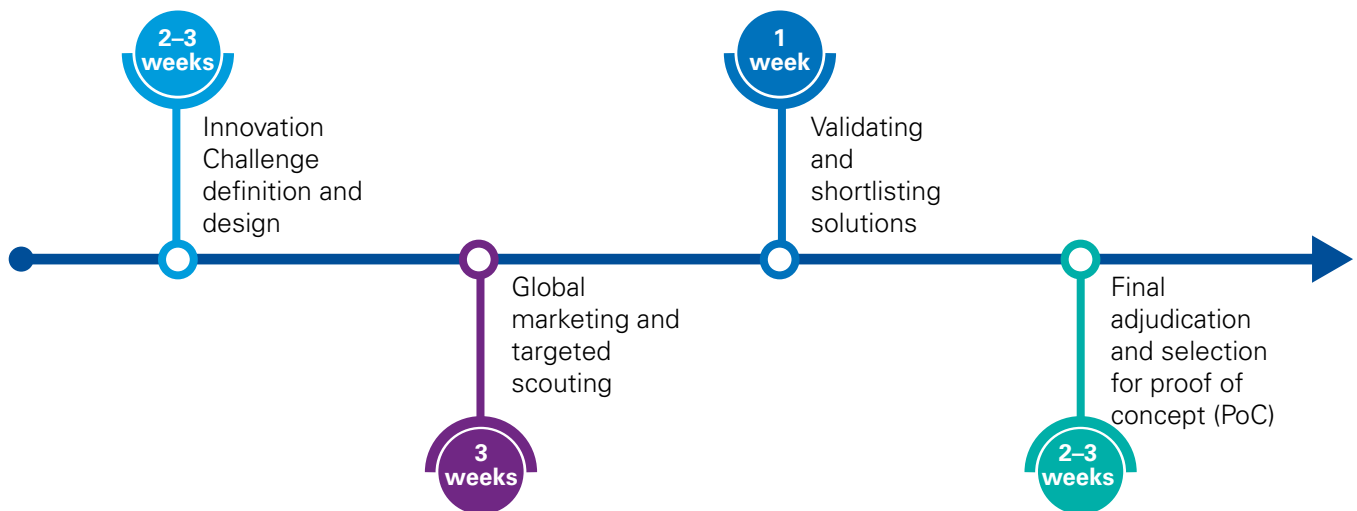 2–3
weeks
Innovation
Challenge
definition and
design
Global
marketing and
targeted
scouting
3
weeks
1
week
Validating
and
shortlisting
solutions
Final
adjudication
and selection
for proof of
concept (PoC)
2–3
weeks